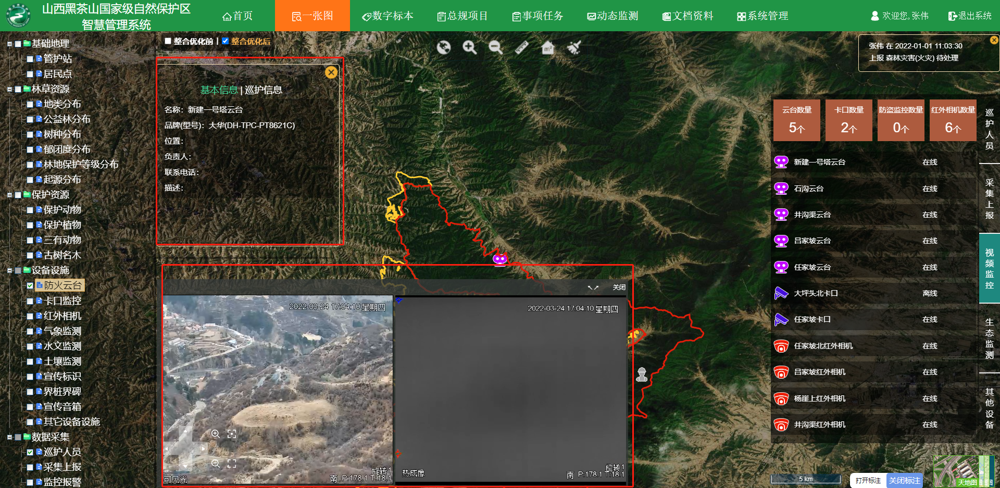 山西黑茶山国家级自然保护区
智慧管理系统
首页
一张图
数字标本
总规项目
事项任务
动态监测
文档资料
系统管理
欢迎您, 张伟
退出系统
基础地理
管护站
居民点
林草资源
地类分布
公益林分布
树种分布
郁闭度分布
林地保护等级分布
起源分布
保护资源
保护动物
保护植物
三有动物
古树名木
设备设施
防火云台
卡口监控
红外相机
气象监测
水文监测
土壤监测
宣传标识
界桩界碑
宣传音箱
其它设备设施
数据采集
巡护人员
采集上报
监控报警
整合优化前 | 整合优化后
基本信息 | 巡护信息
名称: 新建一号塔云台
品牌(型号): 大华(DH-TPC-PT8621C)
位置:
负责人:
联系电话:
描述:
m²
张伟 在 2022-01-01 11:03:30
上报 森林灾害(火灾) 待处理
云台数量
5个
卡口数量
2个
防盗监控数量
0个
红外相机数量
6个
新建一号塔云台 在线
石沟云台 在线
井沟渠云台 在线
吕家坡云台 在线
任家坡云台 在线
大坪头北卡口 离线
任家坡卡口 在线
任家坡北红外相机 在线
吕家坡红外相机 在线
杨崖上红外相机 在线
井沟渠红外相机 在线
巡护人员
采集上报
视频监控
生态监测
其他设备
关闭
2022-03-24 17:04:10 星期四
旋转1
南 P:178.1 T:18.1
可见光
2022-03-24 17:04:10 星期四
热成像
旋转1
南 P:178.1 T:18.1
5 km
打开标注
关闭标注
天地图